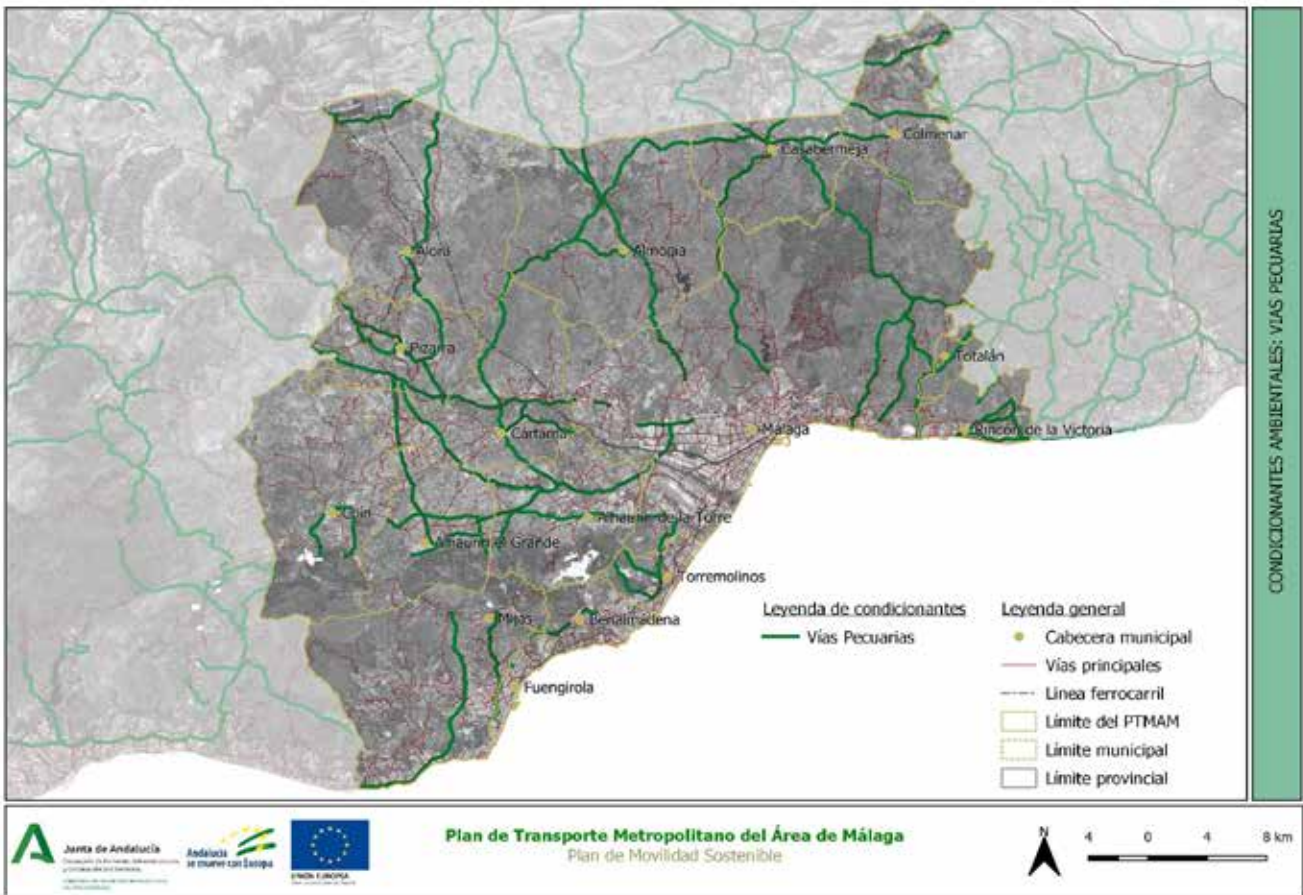 Colmenar
Casabermeja
Álora
Almogía
Pizarra
Totalán
Cártama
Málaga
Rincón de la Victoria
Coín
Alhaurín de la Torre
Alhaurín el Grande
Torremolinos
Mijas
Benalmádena
Fuengirola
Leyenda de condicionantes
Vías Pecuarias
Leyenda general
Cabecera municipal
Vías principales
Línea ferrocarril
Límite del PTMAM
Límite municipal
Límite provincial
CONDICIONANTES AMBIENTALES: VÍAS PECUARIAS
Junta de Andalucía
Andalucía
se mueve con Europa
UNIÓN EUROPEA
Plan de Transporte Metropolitano del Área de Málaga
Plan de Movilidad Sostenible
N
4 0 4 8 km